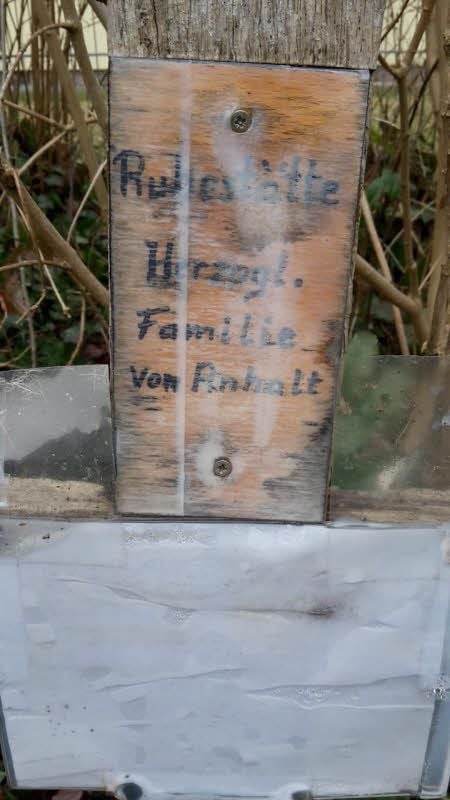 Ruhestätte
Herzogl.
Familie
von Anhalt